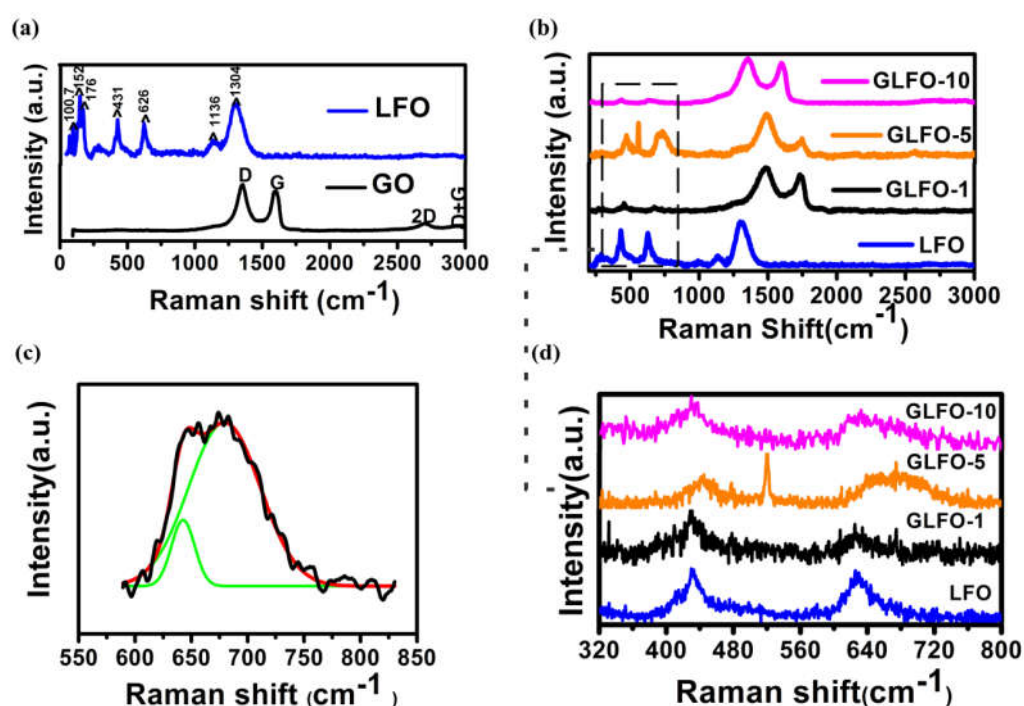 (a)
Intensity (a.u.)
100.7
152
176
431
626
1136
1304
LFO
GO
D
G
2D
D+G
0 500 1000 1500 2000 2500 3000
Raman shift (cm-1)
(b)
Intensity (a.u.)
GLFO-10
GLFO-5
GLFO-1
LFO
500 1000 1500 2000 2500 3000
Raman Shift(cm-1)
(c)
Intensity(a.u.)
550 600 650 700 750 800 850
Raman shift (cm-1)
(d)
Intensity(a.u.)
GLFO-10
GLFO-5
GLFO-1
LFO
320 400 480 560 640 720 800
Raman shift(cm-1)